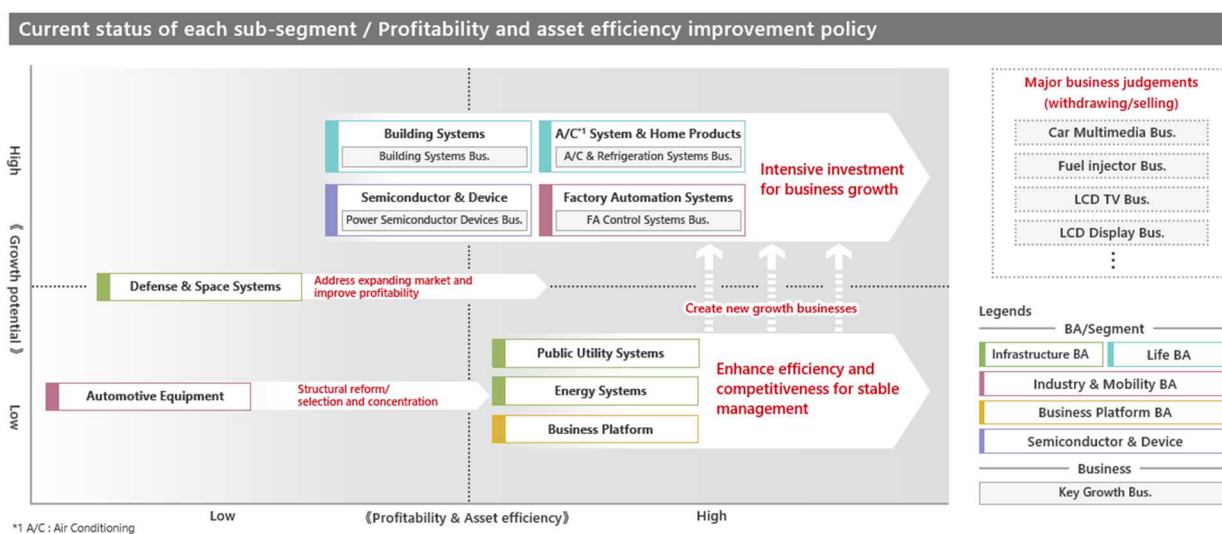 Current status of each sub-segment / Profitability and asset efficiency improvement policy
High
《 Growth potential 》
Low
Building Systems
Building Systems Bus.
A/C*1 System & Home Products
A/C & Refrigeration Systems Bus.
Semiconductor & Device
Power Semiconductor Devices Bus.
Factory Automation Systems
FA Control Systems Bus.
Intensive investment
for business growth
Defense & Space Systems
Address expanding market and
improve profitability
Create new growth businesses
Automotive Equipment
Structural reform/
selection and concentration
Public Utility Systems
Energy Systems
Business Platform
Enhance efficiency and
competitiveness for stable
management
Low
《Profitability & Asset efficiency》
High
*1 A/C : Air Conditioning
Major business judgements
(withdrawing/selling)
Car Multimedia Bus.
Fuel injector Bus.
LCD TV Bus.
LCD Display Bus.
⋮
Legends
BA/Segment
Infrastructure BA
Life BA
Industry & Mobility BA
Business Platform BA
Semiconductor & Device
Business
Key Growth Bus.